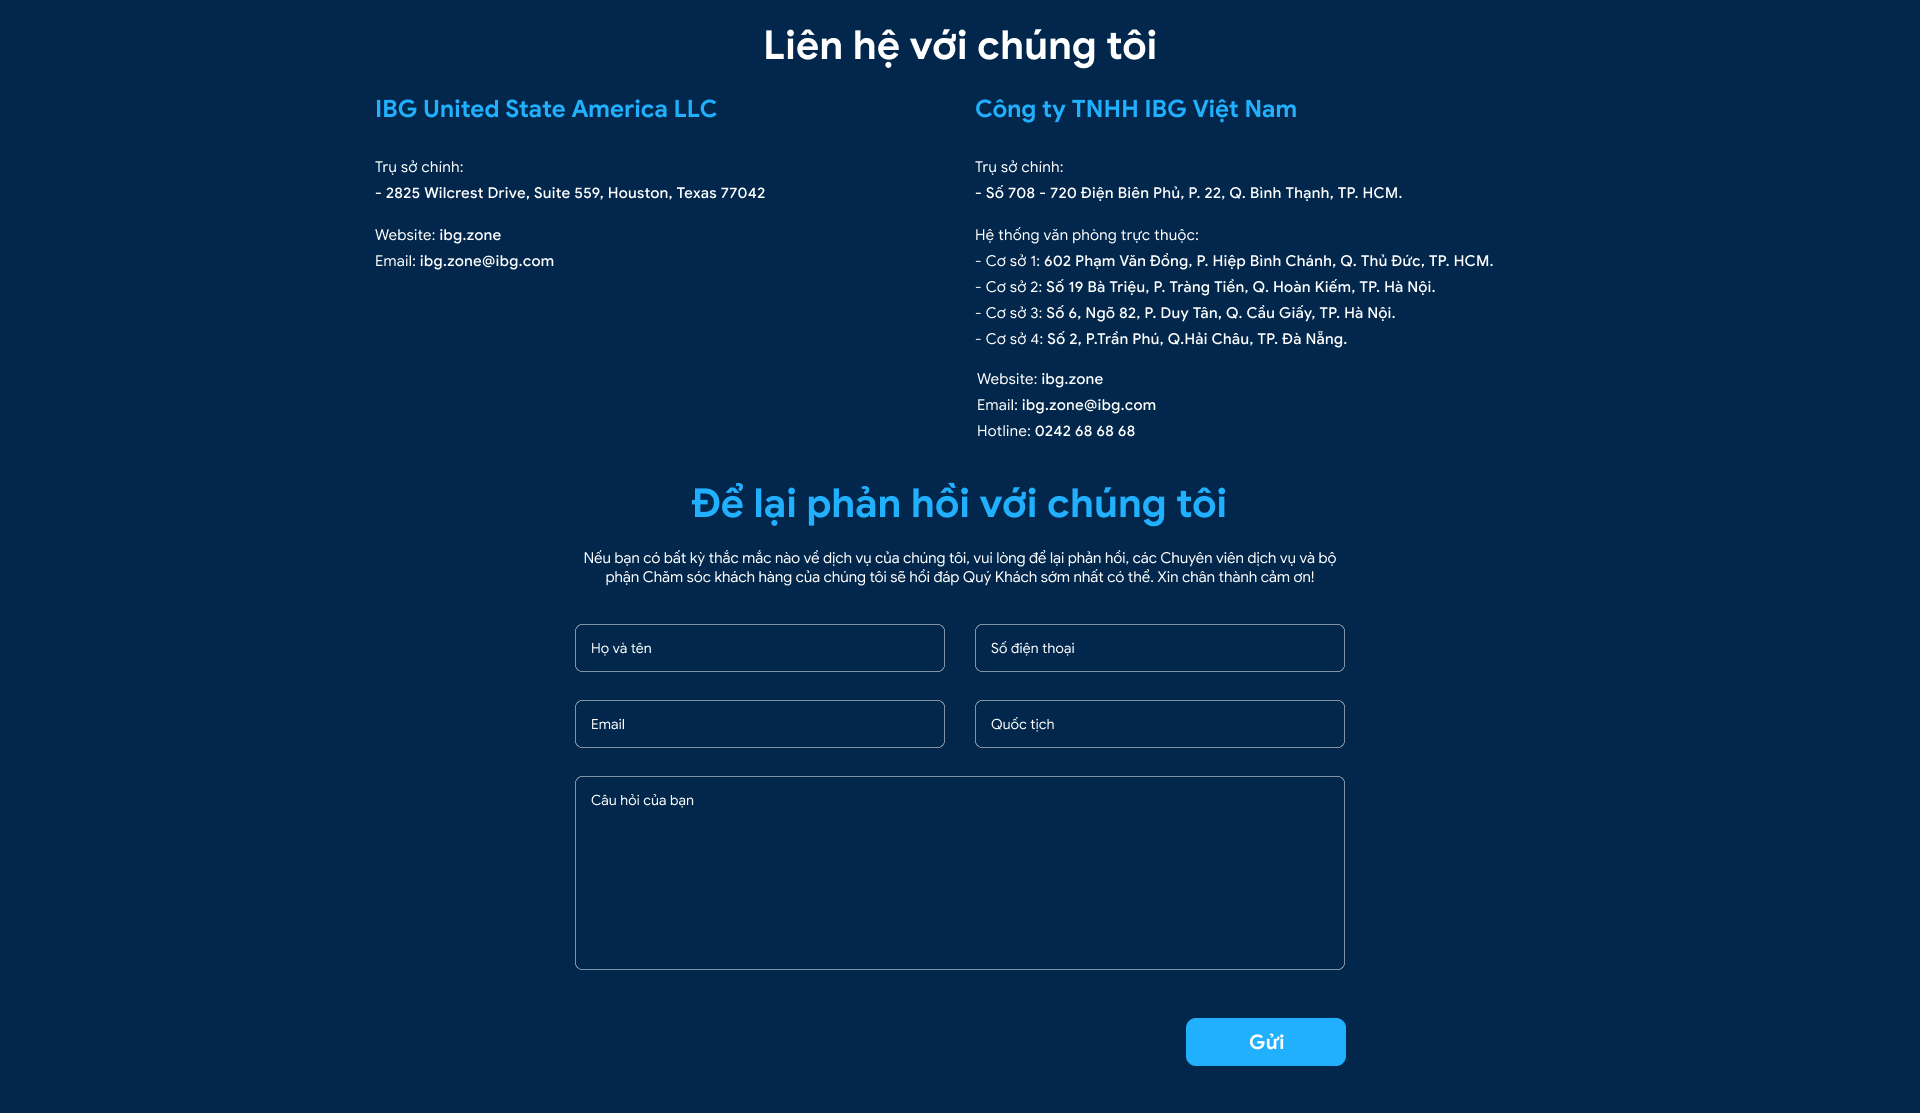 Liên hệ với chúng tôi
IBG United State America LLC
Trụ sở chính:
- 2825 Wilcrest Drive, Suite 559, Houston, Texas 77042
Website: ibg.zone
Email: ibg.zone@ibg.com
Công ty TNHH IBG Việt Nam
Trụ sở chính:
- Số 708 - 720 Điện Biên Phủ, P. 22, Q. Bình Thạnh, TP. HCM.
Hệ thống văn phòng trực thuộc:
- Cơ sở 1: 602 Phạm Văn Đồng, P. Hiệp Bình Chánh, Q. Thủ Đức, TP. HCM.
- Cơ sở 2: Số 19 Bà Triệu, P. Tràng Tiền, Q. Hoàn Kiếm, TP. Hà Nội.
- Cơ sở 3: Số 6, Ngõ 82, P. Duy Tân, Q. Cầu Giấy, TP. Hà Nội.
- Cơ sở 4: Số 2, P.Trần Phú, Q.Hải Châu, TP. Đà Nẵng.
Website: ibg.zone
Email: ibg.zone@ibg.com
Hotline: 0242 68 68 68
Để lại phản hồi với chúng tôi
Nếu bạn có bất kỳ thắc mắc nào về dịch vụ của chúng tôi, vui lòng để lại phản hồi, các Chuyên viên dịch vụ và bộ
phận Chăm sóc khách hàng của chúng tôi sẽ hồi đáp Quý Khách sớm nhất có thể. Xin chân thành cảm ơn!
Họ và tên
Số điện thoại
Email
Quốc tịch
Câu hỏi của bạn
Gửi